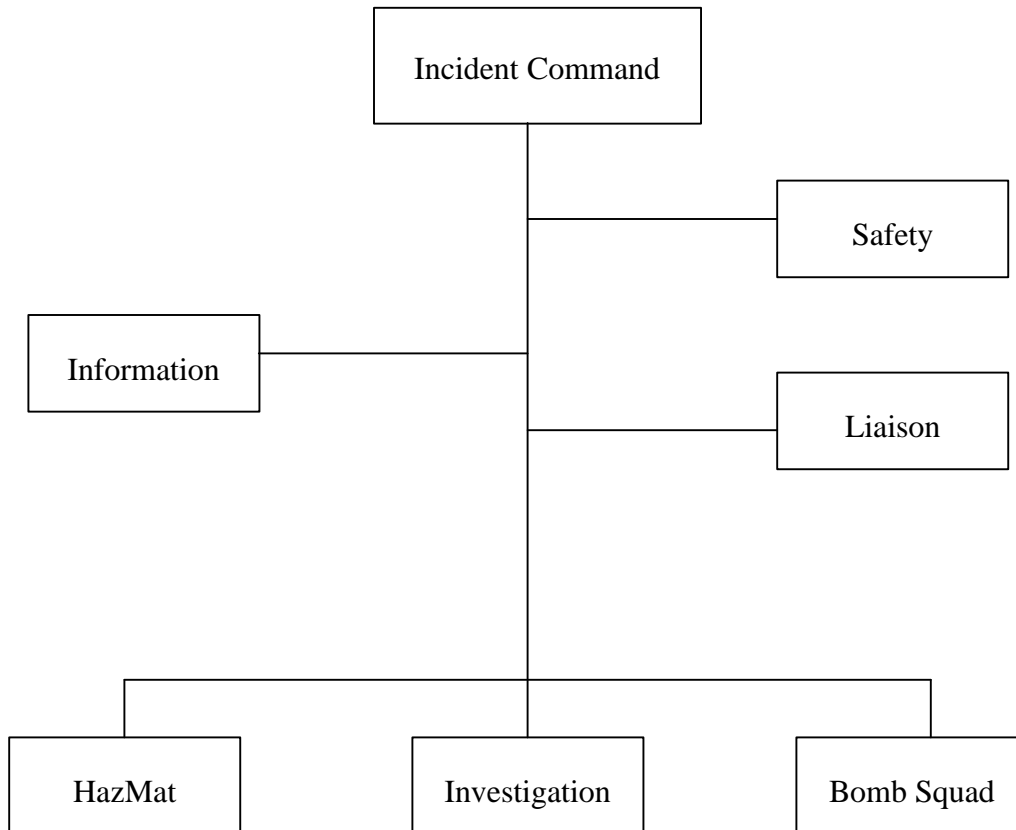 Incident Command
Safety
Information
Liaison
HazMat
Investigation
Bomb Squad